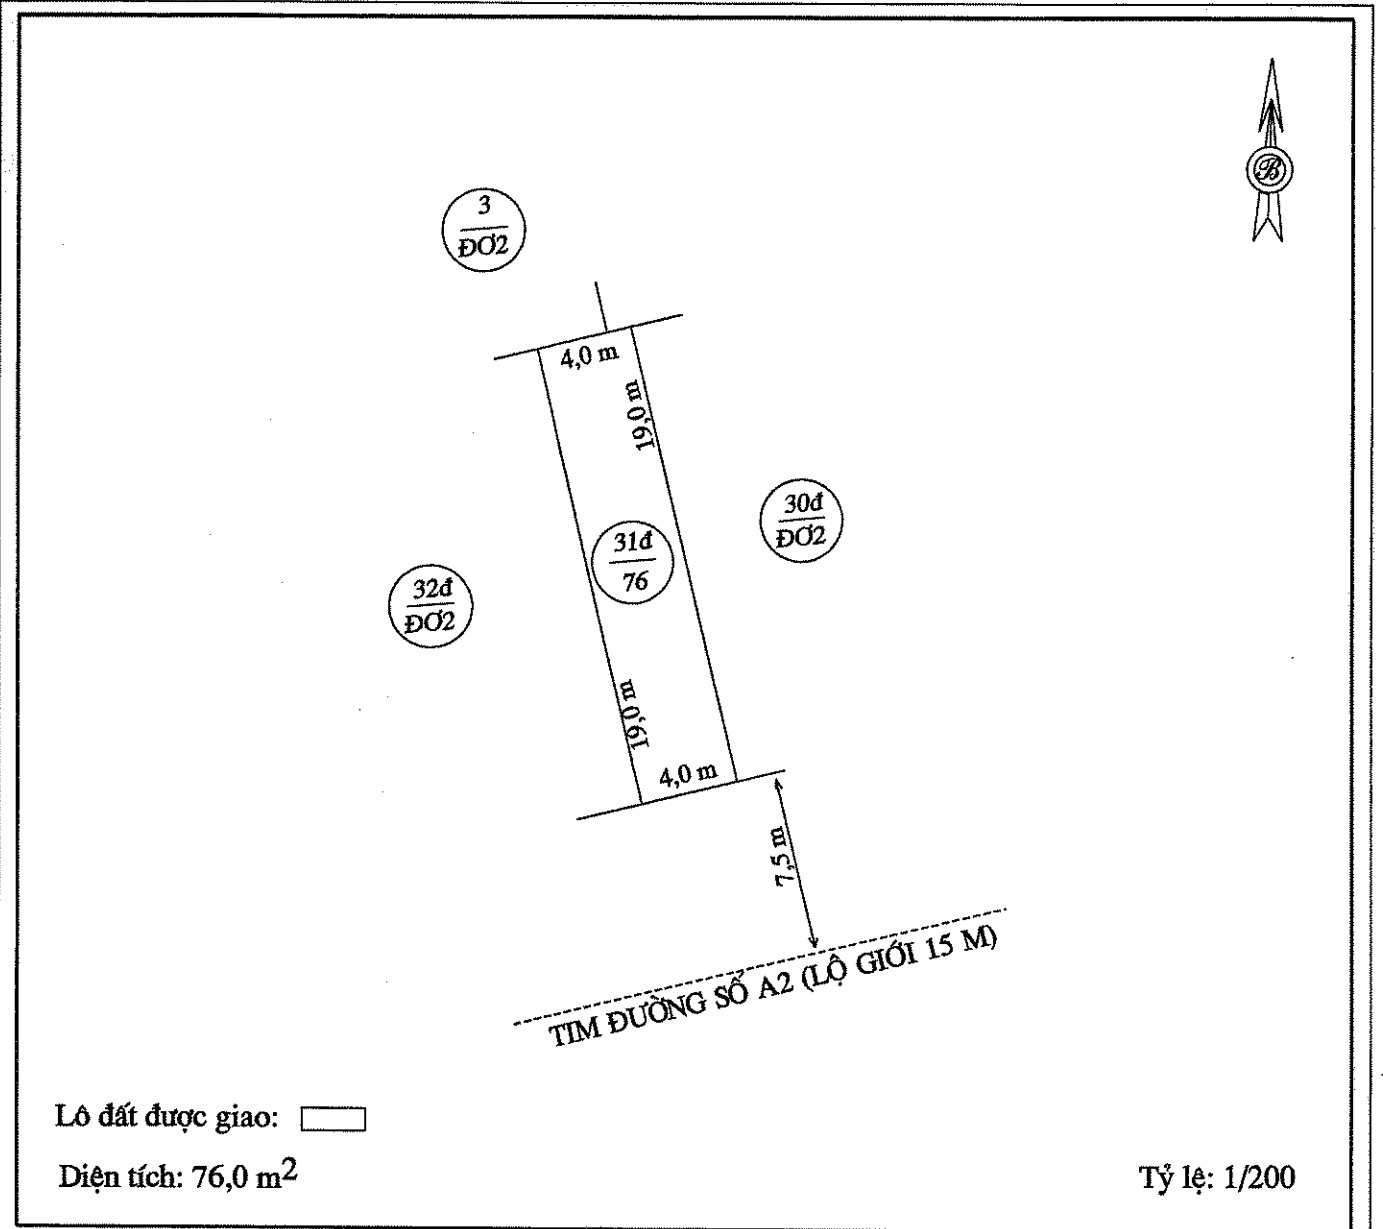 B
3
ĐƠ2
4,0 m
19,0 m
30đ
ĐƠ2
31đ
76
32đ
ĐƠ2
19,0 m
4,0 m
7,5 m
TIM ĐƯỜNG SỐ A2 (LỘ GIỚI 15 M)
Lô đất được giao:
Diện tích: 76,0 m2
Tỷ lệ: 1/200